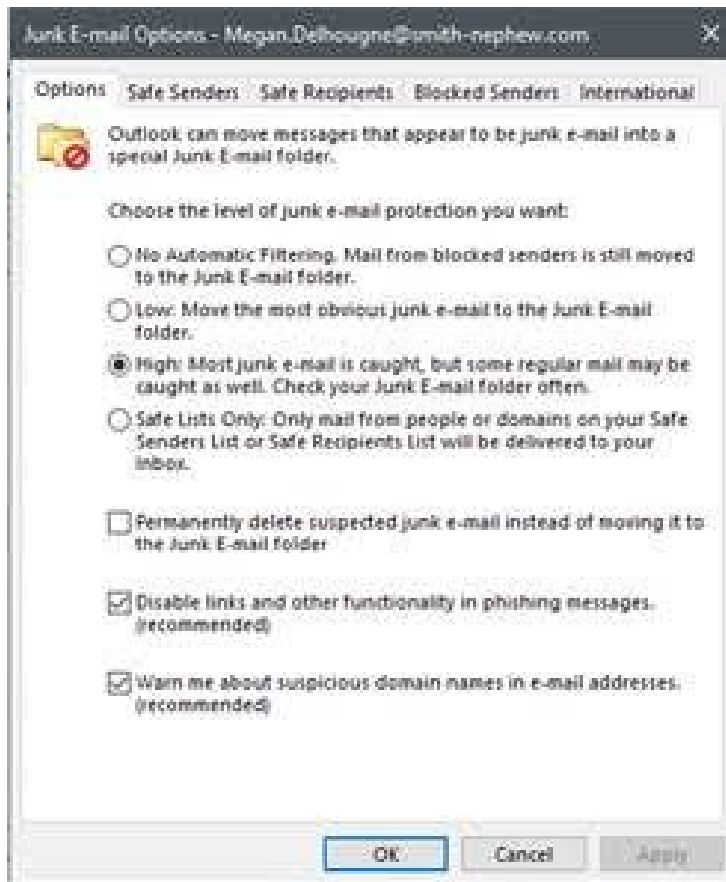 Junk E-mail Options - Megan.Delhougne@smith-nephew.com
Options Safe Senders Safe Recipients Blocked Senders International
Outlook can move messages that appear to be junk e-mail into a
special Junk E-mail folder.
Choose the level of junk e-mail protection you want:
No Automatic Filtering. Mail from blocked senders is still moved
to the Junk E-mail folder.
Low: Move the most obvious junk e-mail to the Junk E-mail
folder.
High: Most junk e-mail is caught, but some regular mail may be
caught as well. Check your Junk E-mail folder often.
Safe Lists Only: Only mail from people or domains on your Safe
Senders List or Safe Recipients List will be delivered to your
Inbox.
Permanently delete suspected junk e-mail instead of moving it to
the Junk E-mail folder
Disable links and other functionality in phishing messages.
(recommended)
Warn me about suspicious domain names in e-mail addresses.
(recommended)
OK Cancel Apply